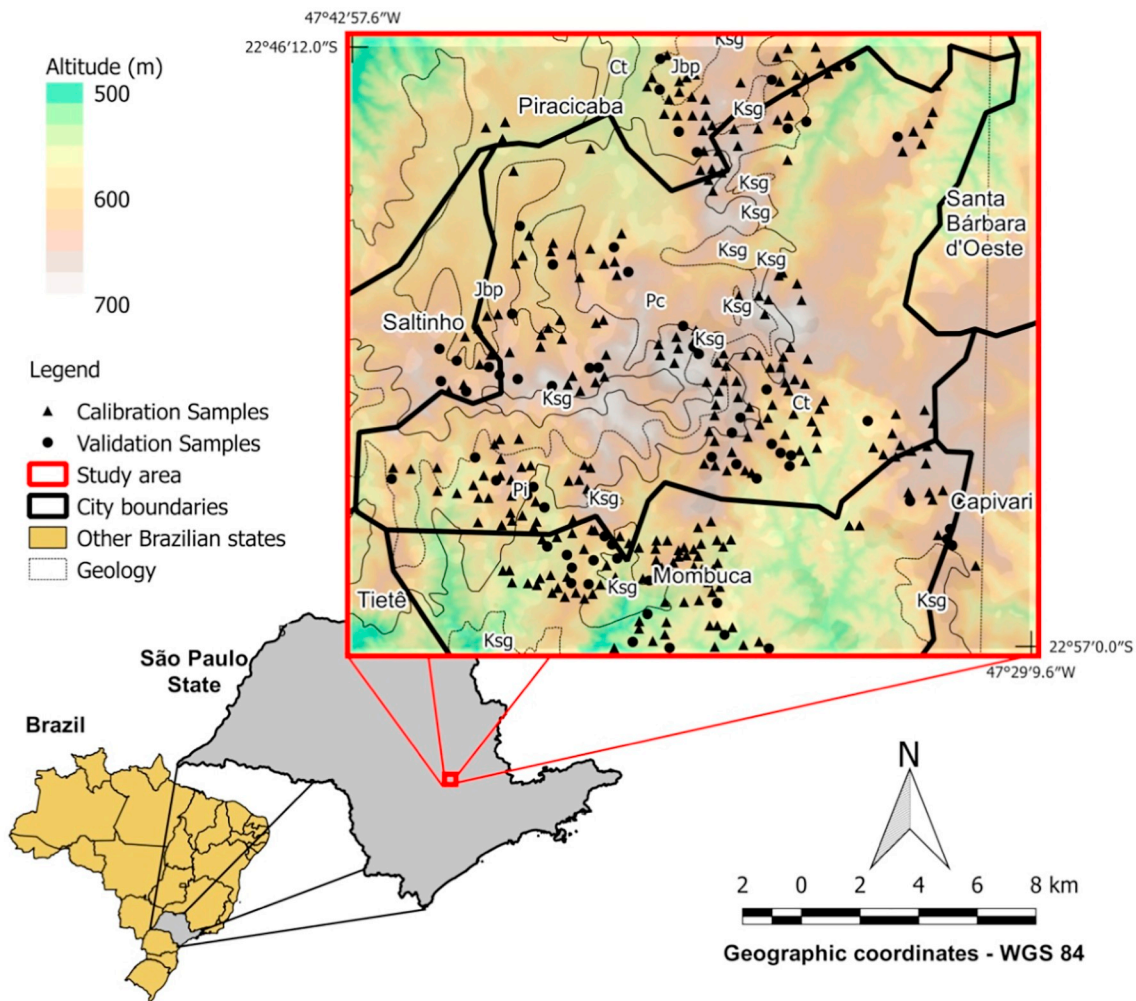 47°42′57.6″W
22°46′12.0″S
Altitude (m)
500
600
700
Legend
Calibration Samples
Validation Samples
Study area
City boundaries
Other Brazilian states
Geology
Ksg
Ct
Jbp
Piracicaba
Ksg
Ksg
Ksg
Santa
Bárbara
d'Oeste
Ksg
Ksg
Jbp
Pc
Ksg
Saltinho
Ksg
Ksg
Ct
Pi
Ksg
Capivari
Mombuca
Ksg
Tietê
Ksg
Ksg
22°57′0.0″S
47°29′9.6″W
São Paulo
State
Brazil
N
2 0 2 4 6 8 km
Geographic coordinates - WGS 84